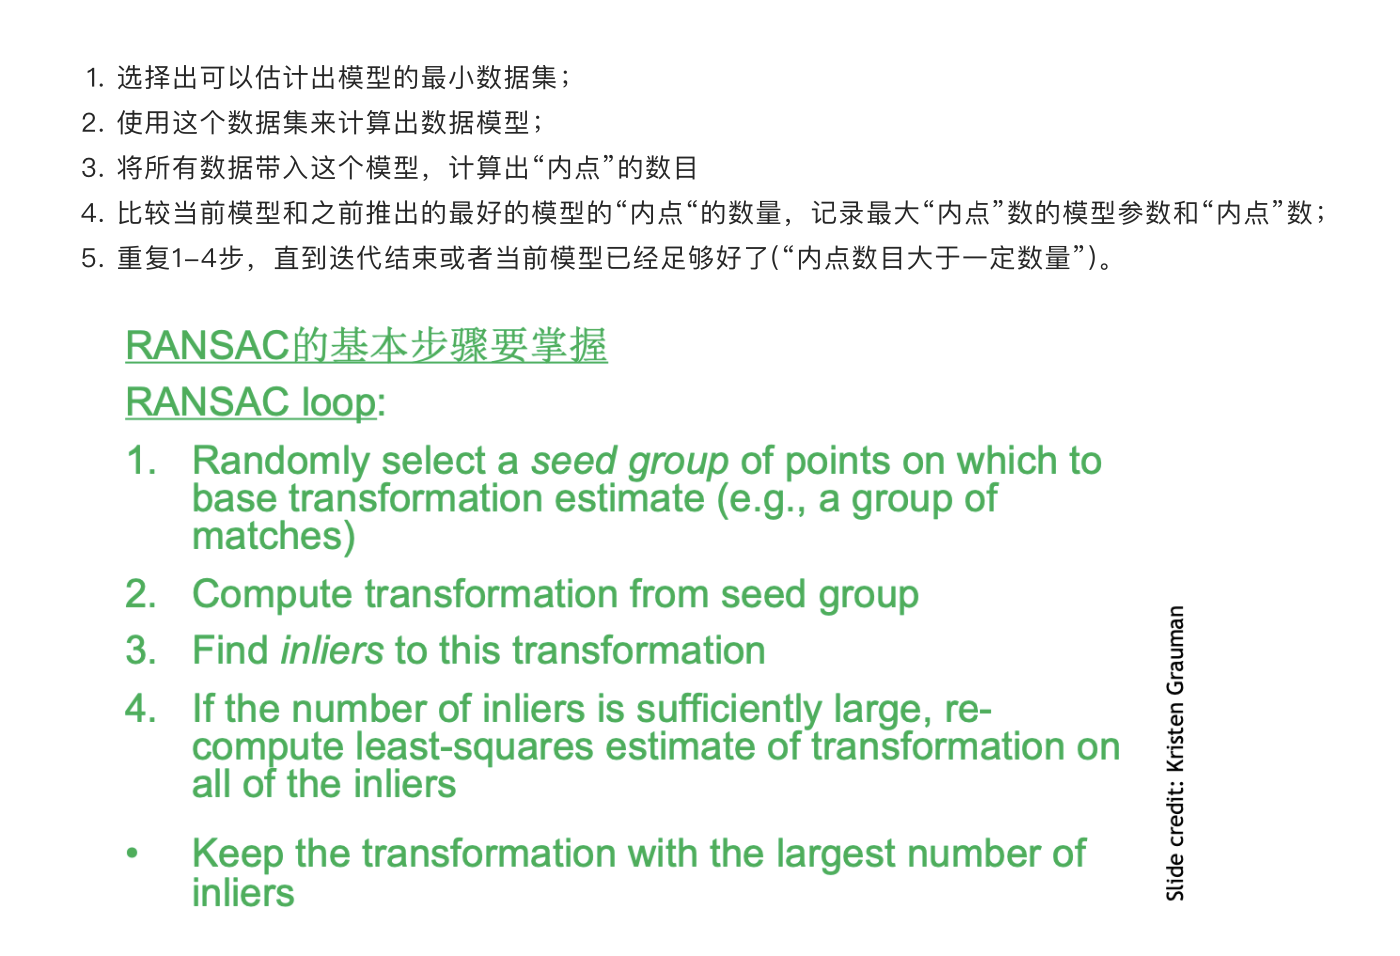 1. 选择出可以估计出模型的最小数据集；
2. 使用这个数据集来计算出数据模型；
3. 将所有数据带入这个模型，计算出“内点”的数目
4. 比较当前模型和之前推出的最好的模型的“内点“的数量，记录最大“内点”数的模型参数和“内点”数；
5. 重复1-4步，直到迭代结束或者当前模型已经足够好了(“内点数目大于一定数量”)。
RANSAC的基本步骤要掌握
RANSAC loop:
1. Randomly select a seed group of points on which to
base transformation estimate (e.g., a group of
matches)
2. Compute transformation from seed group
3. Find inliers to this transformation
4. If the number of inliers is sufficiently large, re-
compute least-squares estimate of transformation on
all of the inliers
• Keep the transformation with the largest number of
inliers
Slide credit: Kristen Grauman